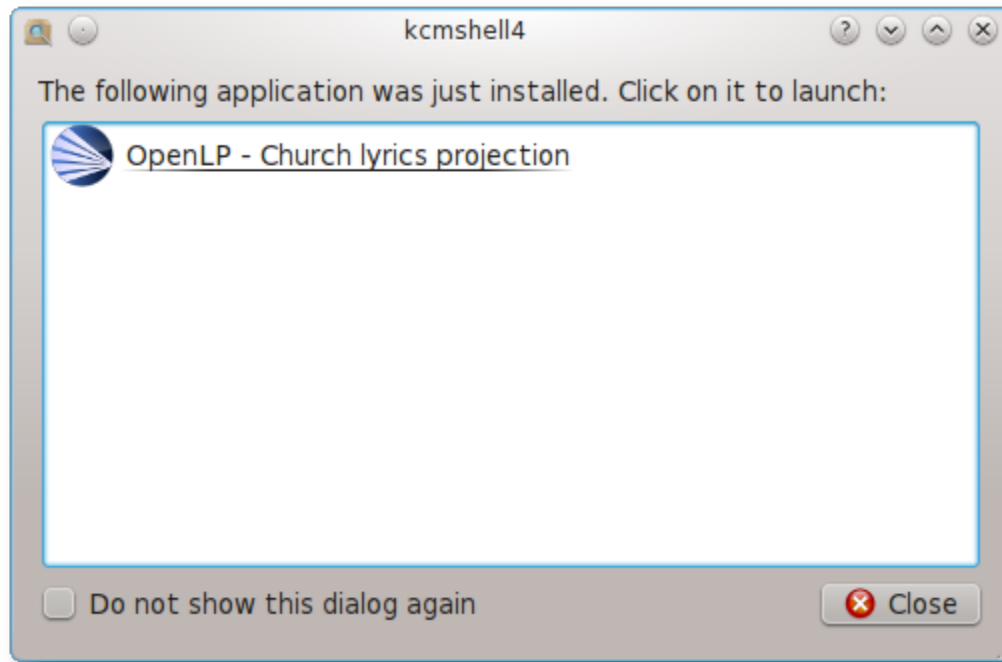 kcmshell4
The following application was just installed. Click on it to launch:
OpenLP - Church lyrics projection
Do not show this dialog again
Close